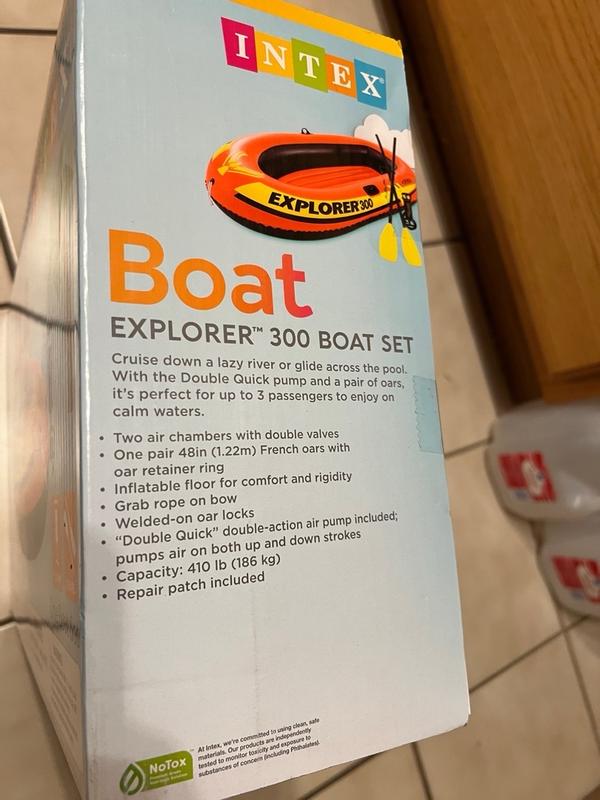 INTEX®
EXPLORER 300
Boat
EXPLORER™ 300 BOAT SET
Cruise down a lazy river or glide across the pool.
With the Double Quick pump and a pair of oars,
it's perfect for up to 3 passengers to enjoy on
calm waters.
• Two air chambers with double valves
• One pair 48in (1.22m) French oars with
oar retainer ring
• Inflatable floor for comfort and rigidity
• Grab rope on bow
• Welded-on oar locks
• “Double Quick” double-action air pump included;
pumps air on both up and down strokes
• Capacity: 410 lb (186 kg)
• Repair patch included
NoTox™
At Intex, we're committed to using clean, safe
materials. Our products are independently
tested to monitor toxicity and exposure to
substances of concern (including Phthalates).